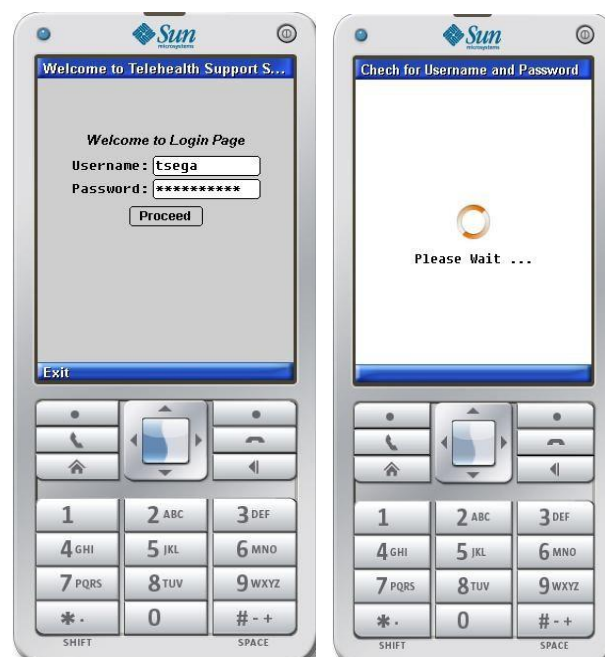 Sun
microsystems
Welcome to Telehealth Support S...
Welcome to Login Page
Username: tsega
Password: **********
Proceed
Exit
1
2 ABC
3 DEF
4 GHI
5 JKL
6 MNO
7 PQRS
8 TUV
9 WXYZ
* .
0
# - +
SHIFT
SPACE
Sun
microsystems
Chech for Username and Password
Please Wait ...
1
2 ABC
3 DEF
4 GHI
5 JKL
6 MNO
7 PQRS
8 TUV
9 WXYZ
* .
0
# - +
SHIFT
SPACE